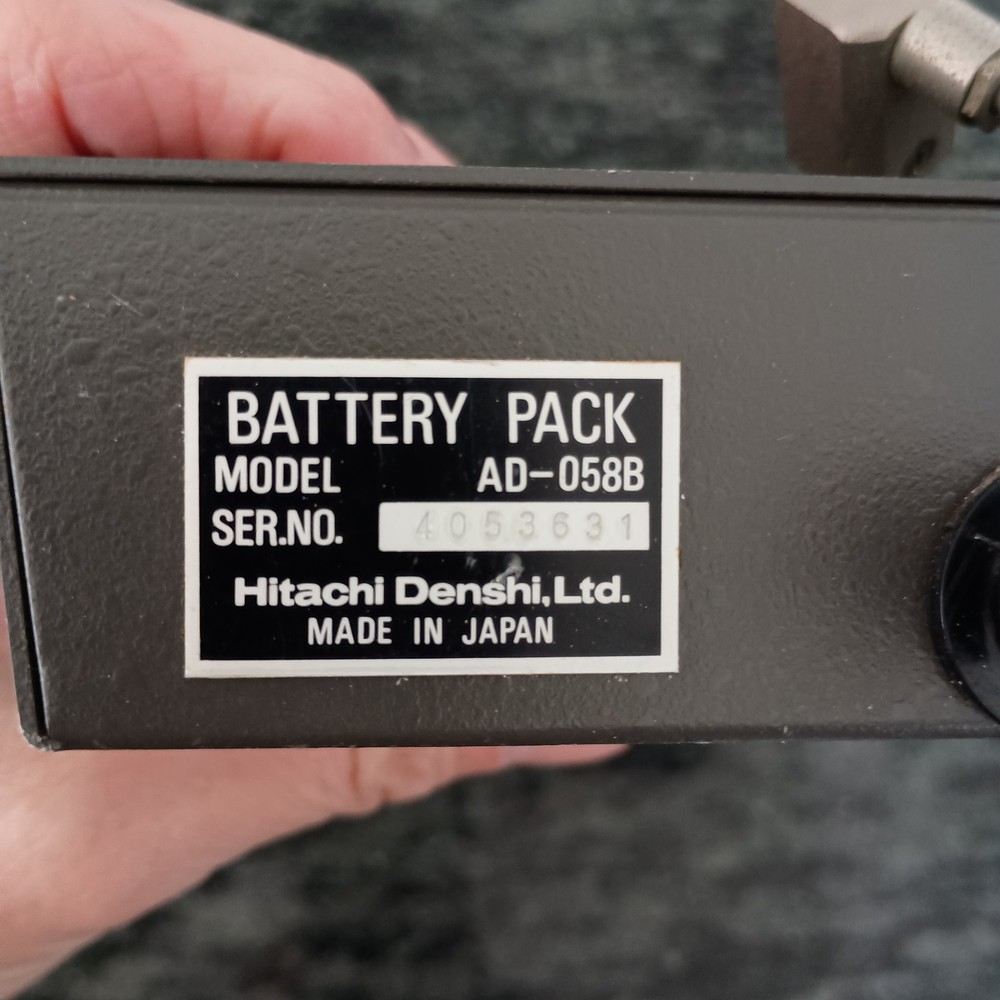 BATTERY PACK
MODEL AD-058B
SER.NO. 4053631
Hitachi Denshi,Ltd.
MADE IN JAPAN